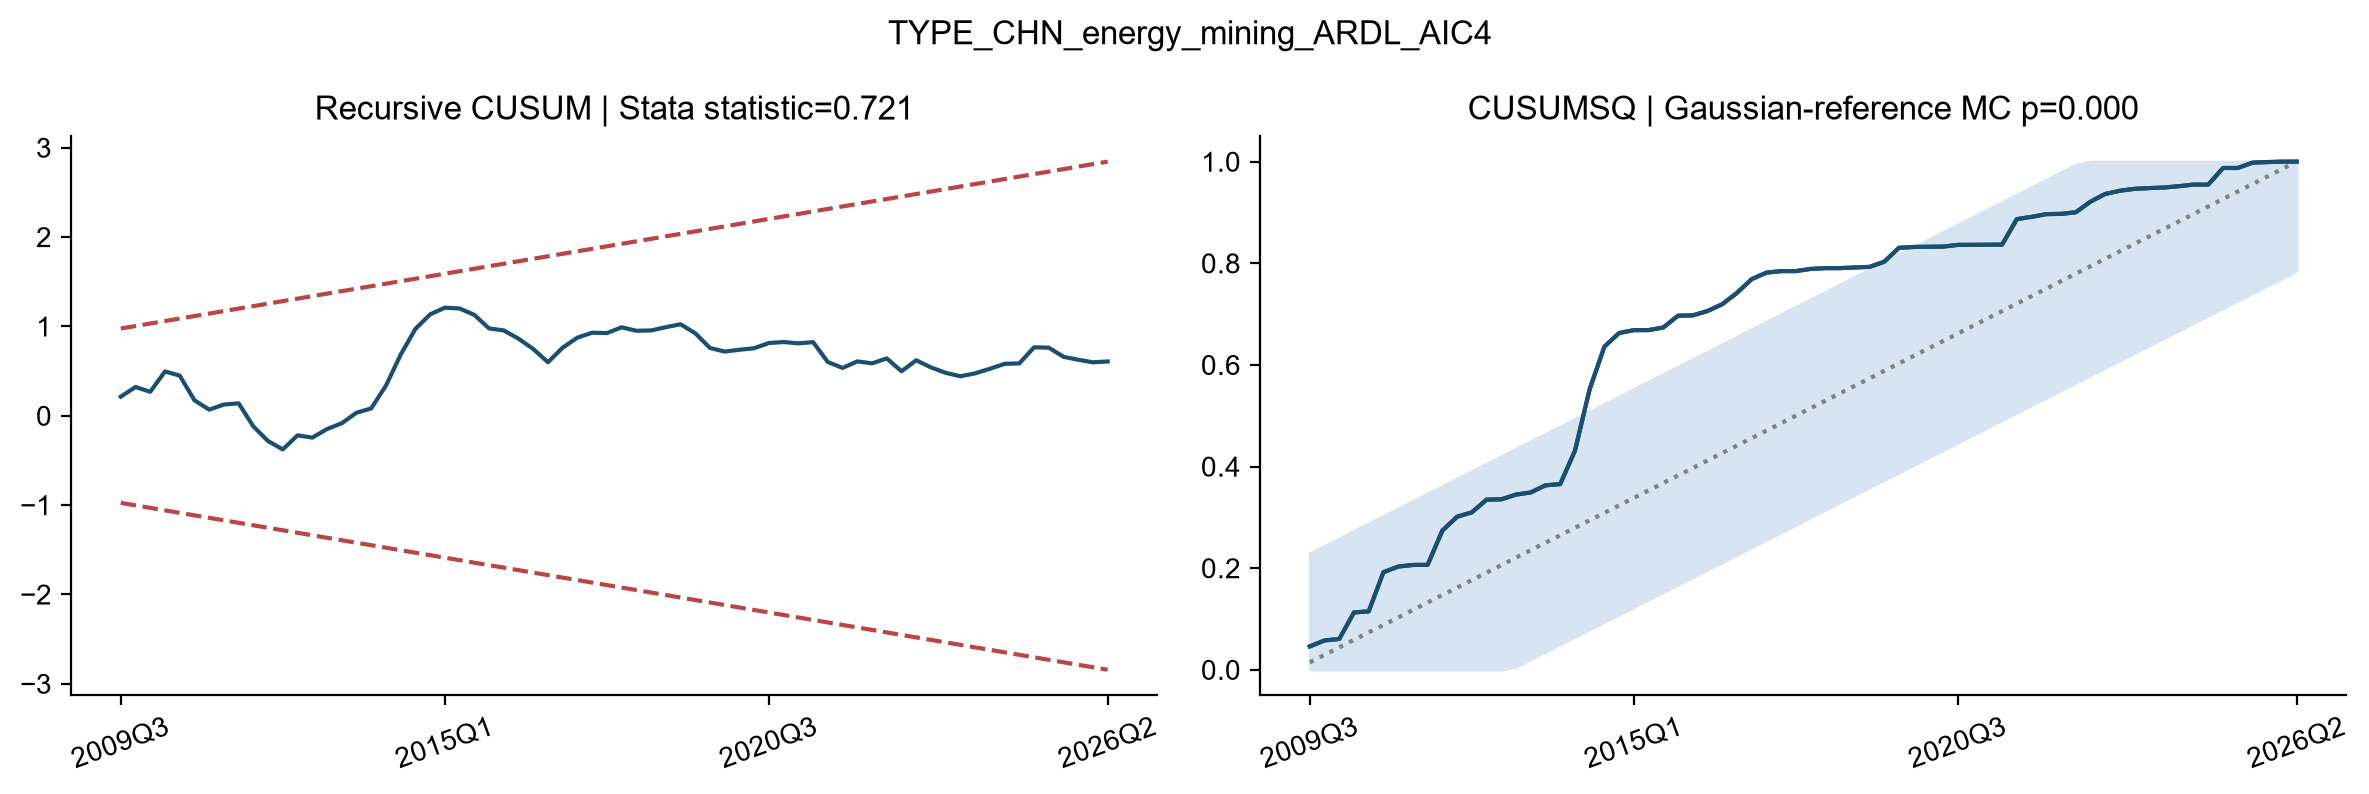 TYPE_CHN_energy_mining_ARDL_AIC4
Recursive CUSUM | Stata statistic=0.721
3
2
1
0
−1
−2
−3
2009Q3
2015Q1
2020Q3
2026Q2
CUSUMSQ | Gaussian-reference MC p=0.000
1.0
0.8
0.6
0.4
0.2
0.0
2009Q3
2015Q1
2020Q3
2026Q2